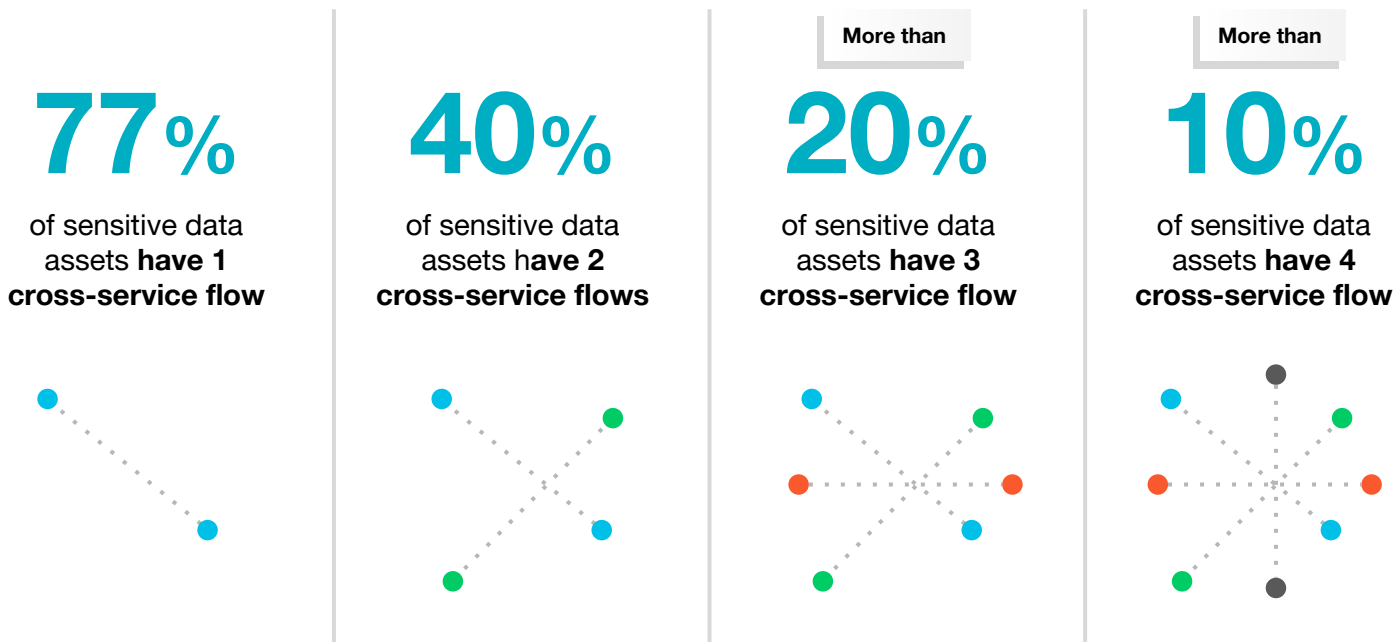 77%
of sensitive data
assets have 1
cross-service flow
40%
of sensitive data
assets have 2
cross-service flows
More than
20%
of sensitive data
assets have 3
cross-service flow
More than
10%
of sensitive data
assets have 4
cross-service flow